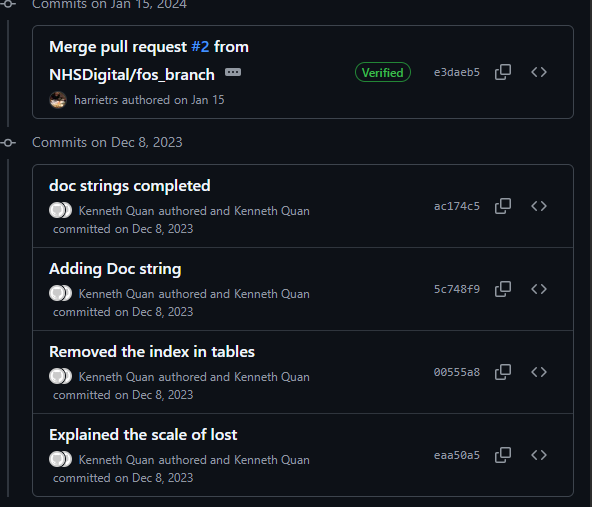 Commits on Jan 15, 2024
Merge pull request #2 from
NHSDigital/fos_branch
Verified
e3daeb5
harrietrs authored on Jan 15
Commits on Dec 8, 2023
doc strings completed
Kenneth Quan authored and Kenneth Quan
committed on Dec 8, 2023
ac174c5
Adding Doc string
Kenneth Quan authored and Kenneth Quan
committed on Dec 8, 2023
5c748f9
Removed the index in tables
Kenneth Quan authored and Kenneth Quan
committed on Dec 8, 2023
00555a8
Explained the scale of lost
Kenneth Quan authored and Kenneth Quan
committed on Dec 8, 2023
eaa50a5